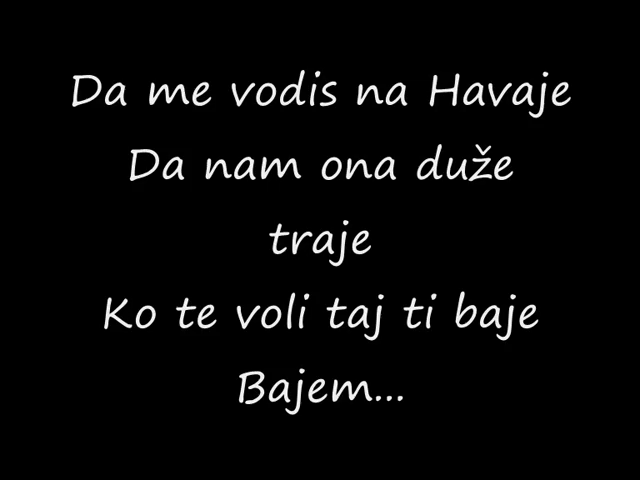 Da me vodis na Havaje
Da nam ona duže
traje
Ko te voli taj ti baje
Bajem...